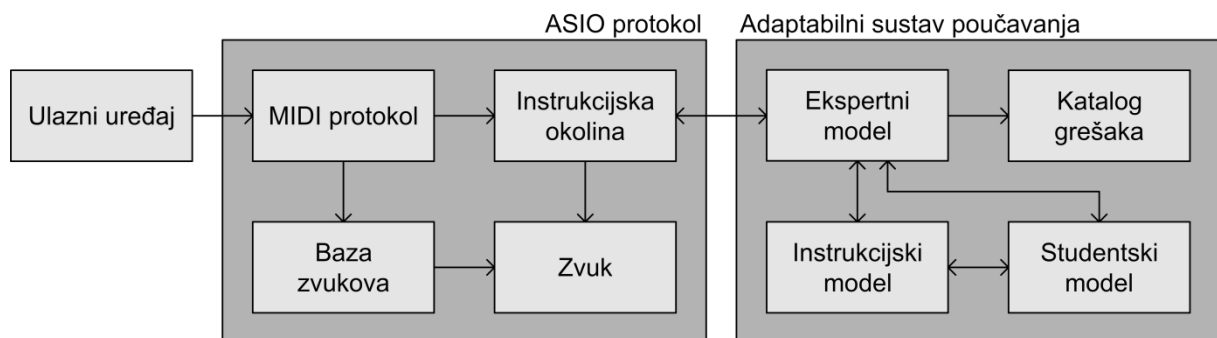 ASIO protokol
Adaptabilni sustav poučavanja
Ulazni uređaj
MIDI protokol
Instrukcijska
okolina
Ekspertni
model
Katalog
grešaka
Baza
zvukova
Zvuk
Instrukcijski
model
Studentski
model